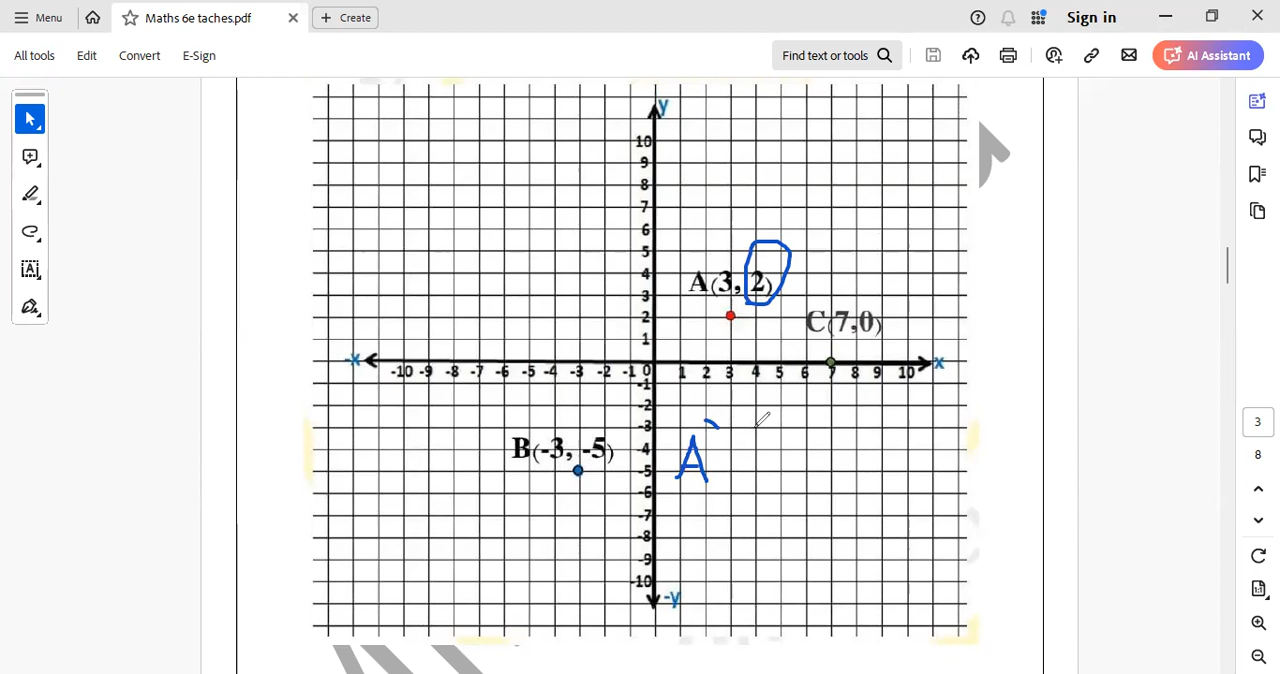 Menu
Maths 6e taches.pdf
Create
Sign in
All tools
Edit
Convert
E-Sign
Find text or tools
AI Assistant
y
10
9
8
7
6
5
4
3
2
1
A(3, 2)
C(7,0)
-x
x
-10 -9 -8 -7 -6 -5 -4 -3 -2 -1 0 1 2 3 4 5 6 7 8 9 10
-1
-2
-3
-4
-5
-6
-7
-8
-9
-10
B(-3, -5)
A
-y
3
8
1:1